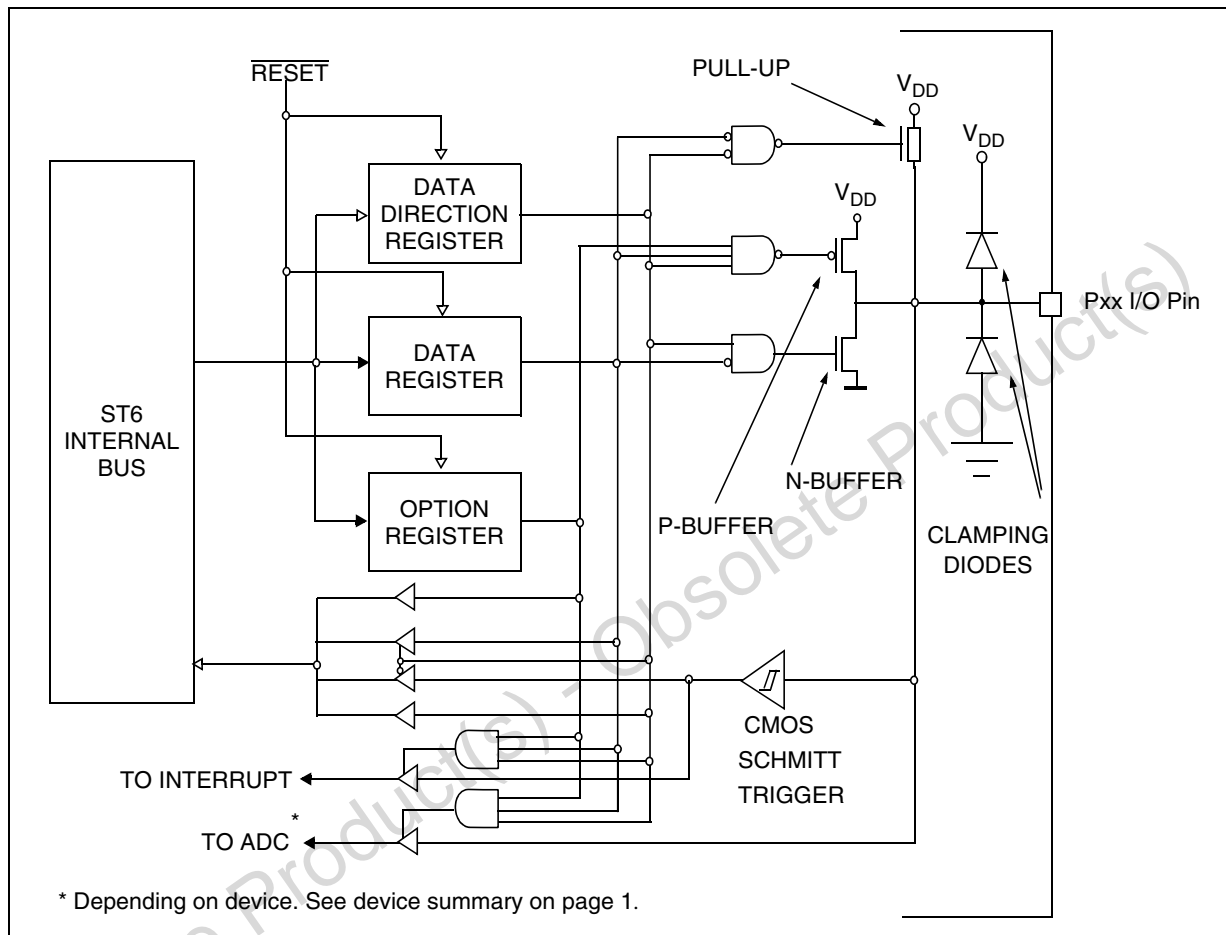 RESET
PULL-UP
VDD
VDD
DATA
DIRECTION
REGISTER
VDD
Pxx I/O Pin
DATA
REGISTER
ST6
INTERNAL
BUS
N-BUFFER
OPTION
REGISTER
P-BUFFER
CLAMPING
DIODES
CMOS
SCHMITT
TRIGGER
TO INTERRUPT
TO ADC *
* Depending on device. See device summary on page 1.
Product(s) - Obsolete Product(s)